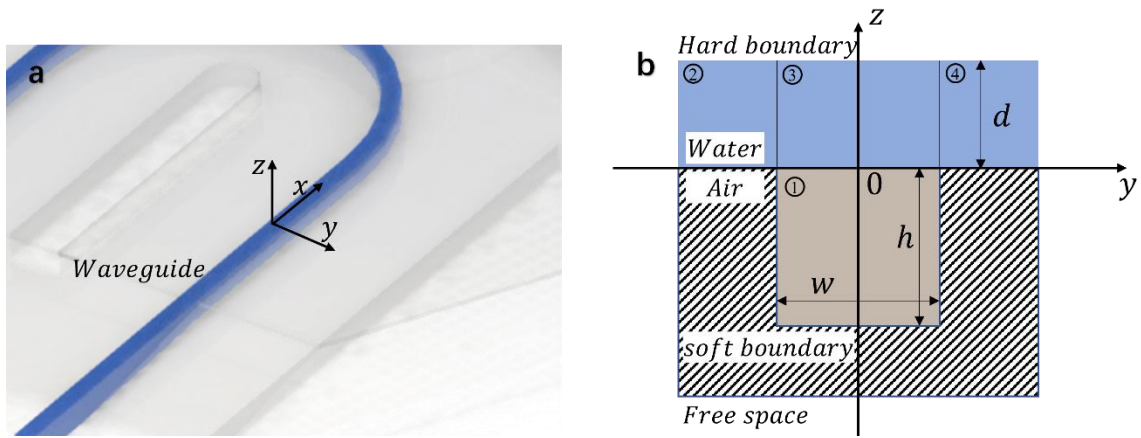 a
z
x
y
Waveguide
b
z
Hard boundary
②
③
④
d
Water
Air
①
0
y
h
w
soft boundary
Free space